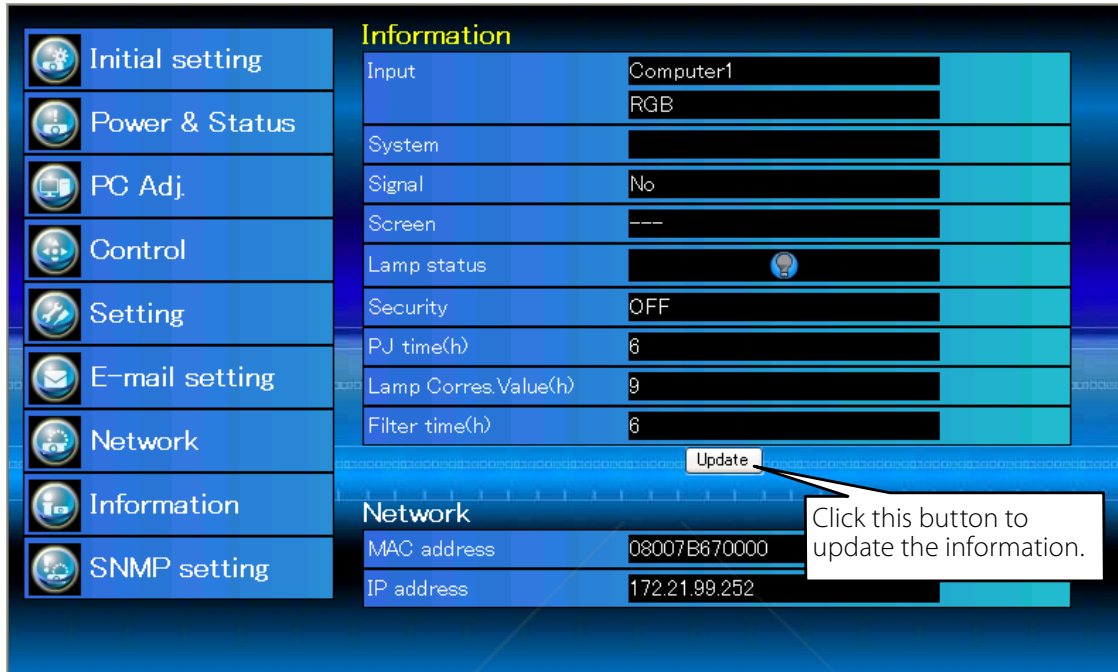 Initial setting
Power & Status
PC Adj.
Control
Setting
E-mail setting
Network
Information
SNMP setting
Information
Input Computer1
RGB
System
Signal No
Screen ---
Lamp status
Security OFF
PJ time(h) 6
Lamp Corres.Value(h) 9
Filter time(h) 6
Update
Click this button to
update the information.
Network
MAC address 08007B670000
IP address 172.21.99.252